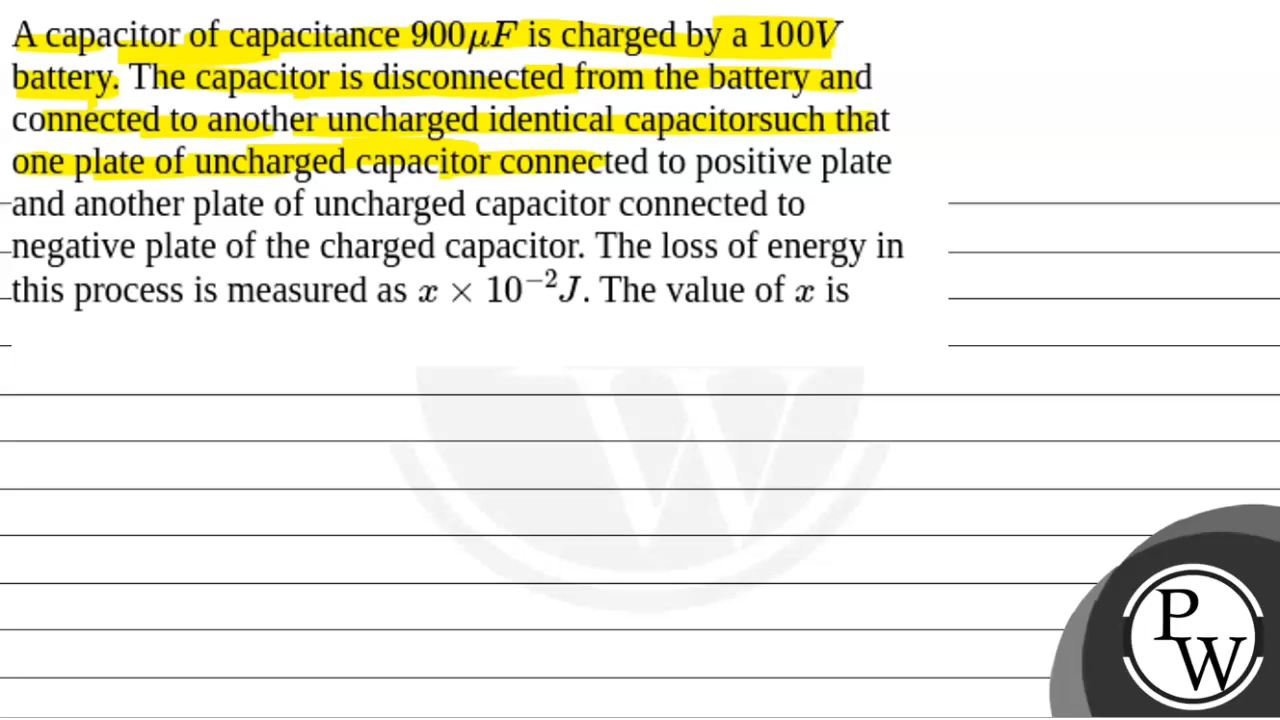 A capacitor of capacitance 900μF is charged by a 100V
battery. The capacitor is disconnected from the battery and
connected to another uncharged identical capacitorsuch that
one plate of uncharged capacitor connected to positive plate
and another plate of uncharged capacitor connected to
negative plate of the charged capacitor. The loss of energy in
this process is measured as x × 10⁻²J. The value of x is
W
P
W